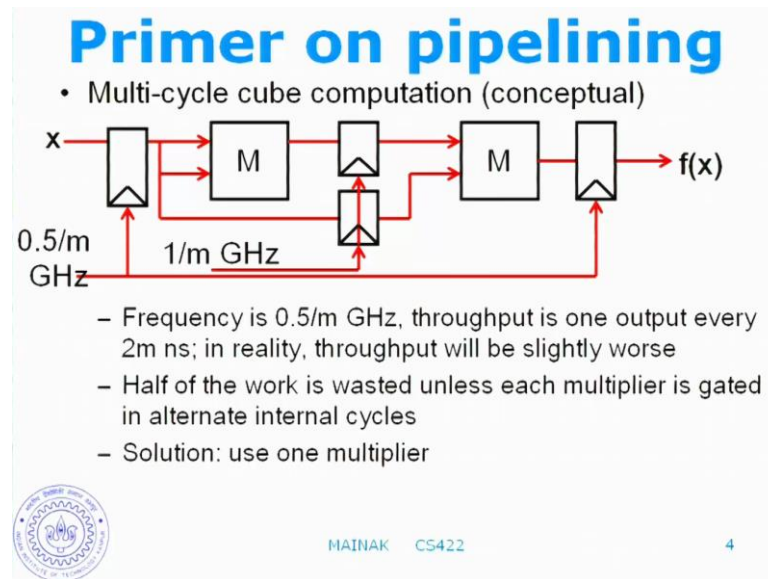 Primer on pipelining
• Multi-cycle cube computation (conceptual)
x
M
M
f(x)
0.5/m
GHz
1/m GHz
– Frequency is 0.5/m GHz, throughput is one output every
2m ns; in reality, throughput will be slightly worse
– Half of the work is wasted unless each multiplier is gated
in alternate internal cycles
– Solution: use one multiplier
MAINAK CS422
4